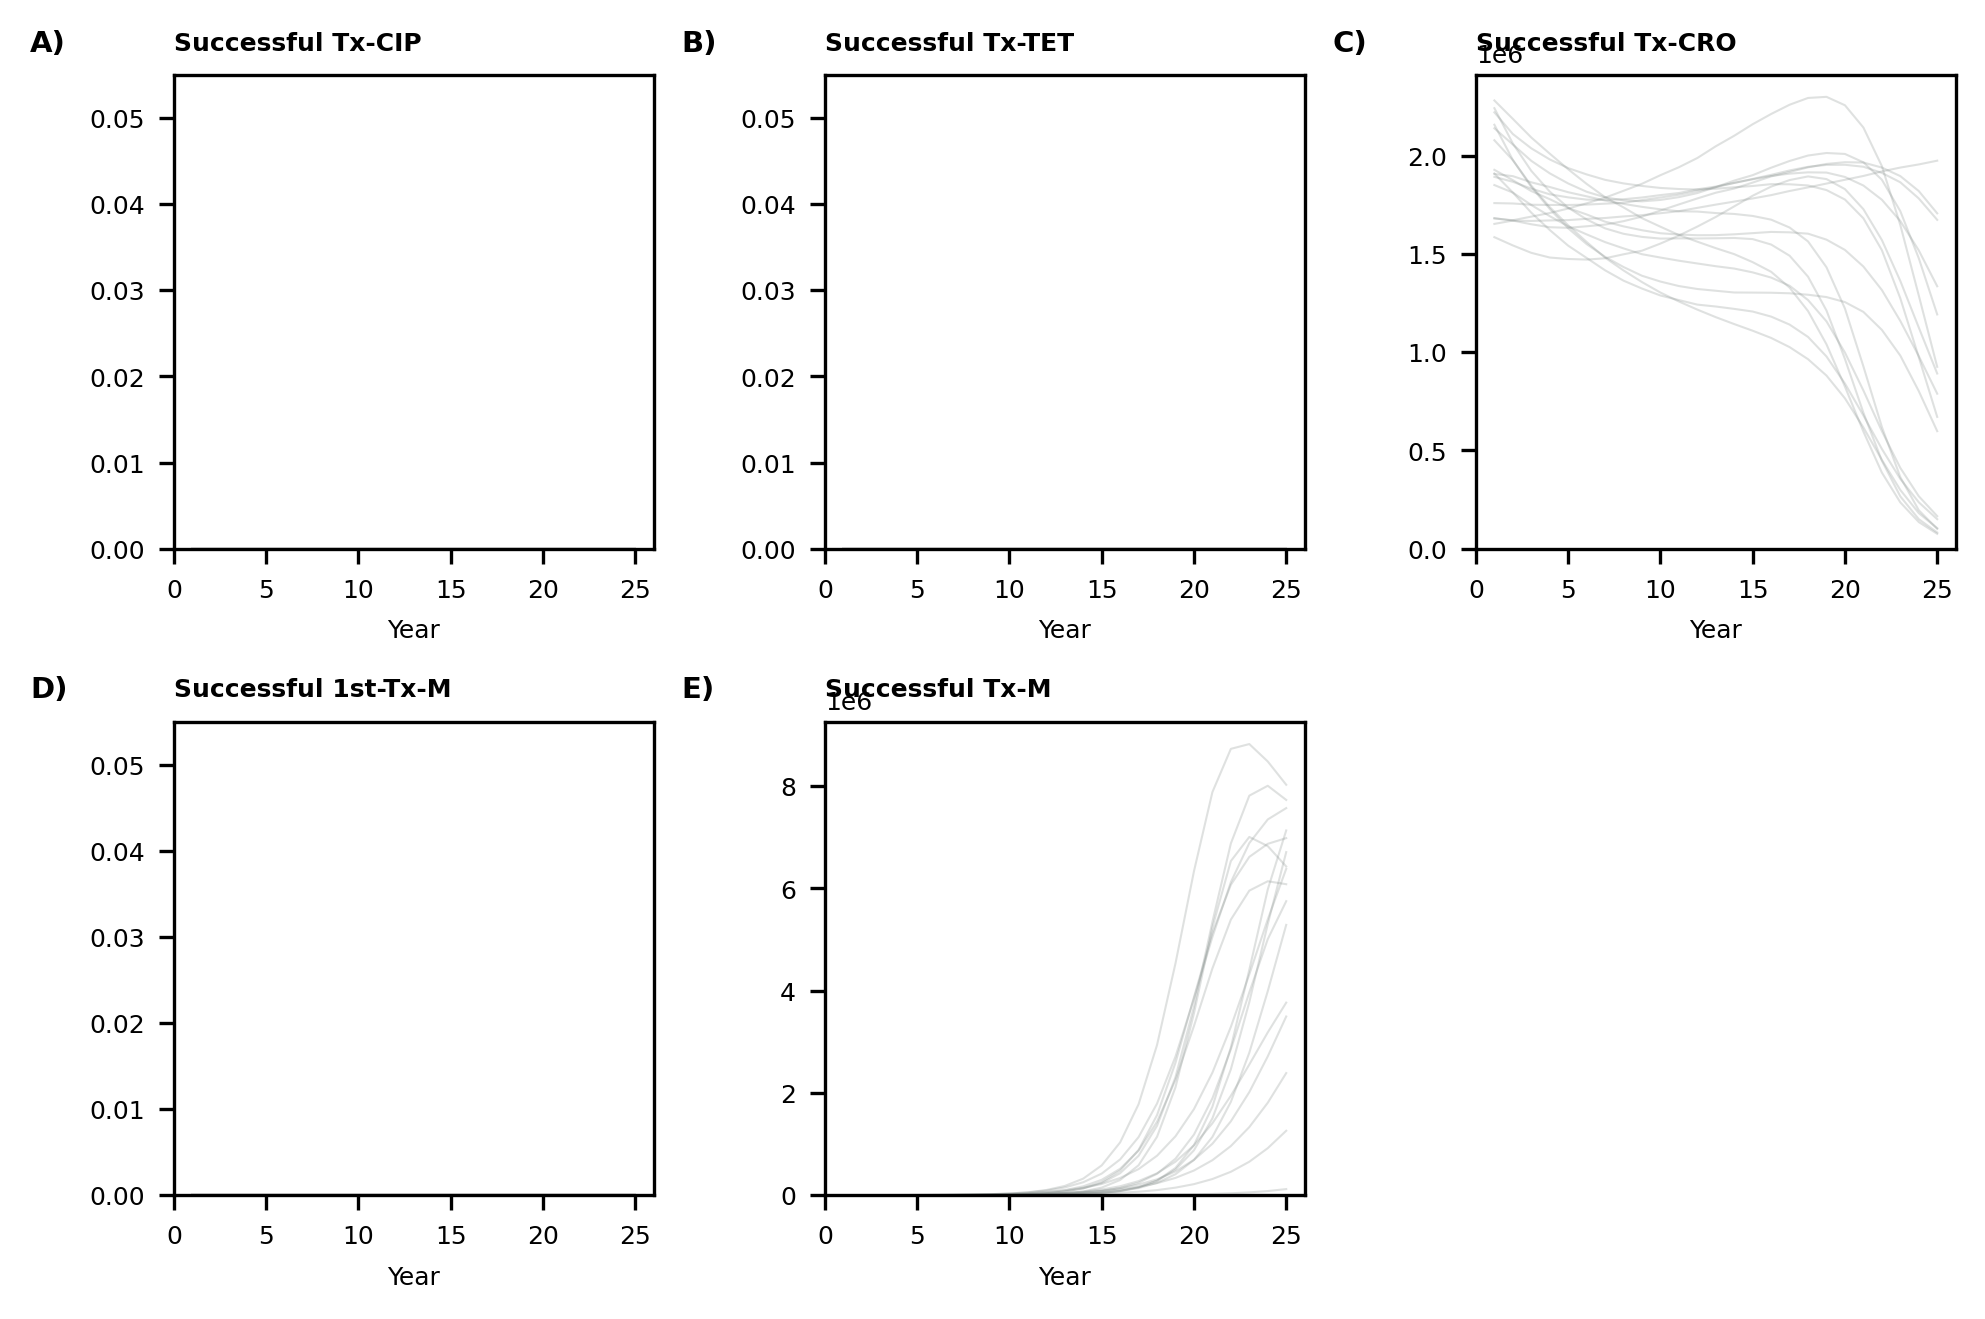 A) Successful Tx-CIP
0.05
0.04
0.03
0.02
0.01
0.00
0 5 10 15 20 25
Year
B) Successful Tx-TET
0.05
0.04
0.03
0.02
0.01
0.00
0 5 10 15 20 25
Year
C) Successful Tx-CRO
1e6
2.0
1.5
1.0
0.5
0.0
0 5 10 15 20 25
Year
D) Successful 1st-Tx-M
0.05
0.04
0.03
0.02
0.01
0.00
0 5 10 15 20 25
Year
E) Successful Tx-M
1e6
8
6
4
2
0
0 5 10 15 20 25
Year